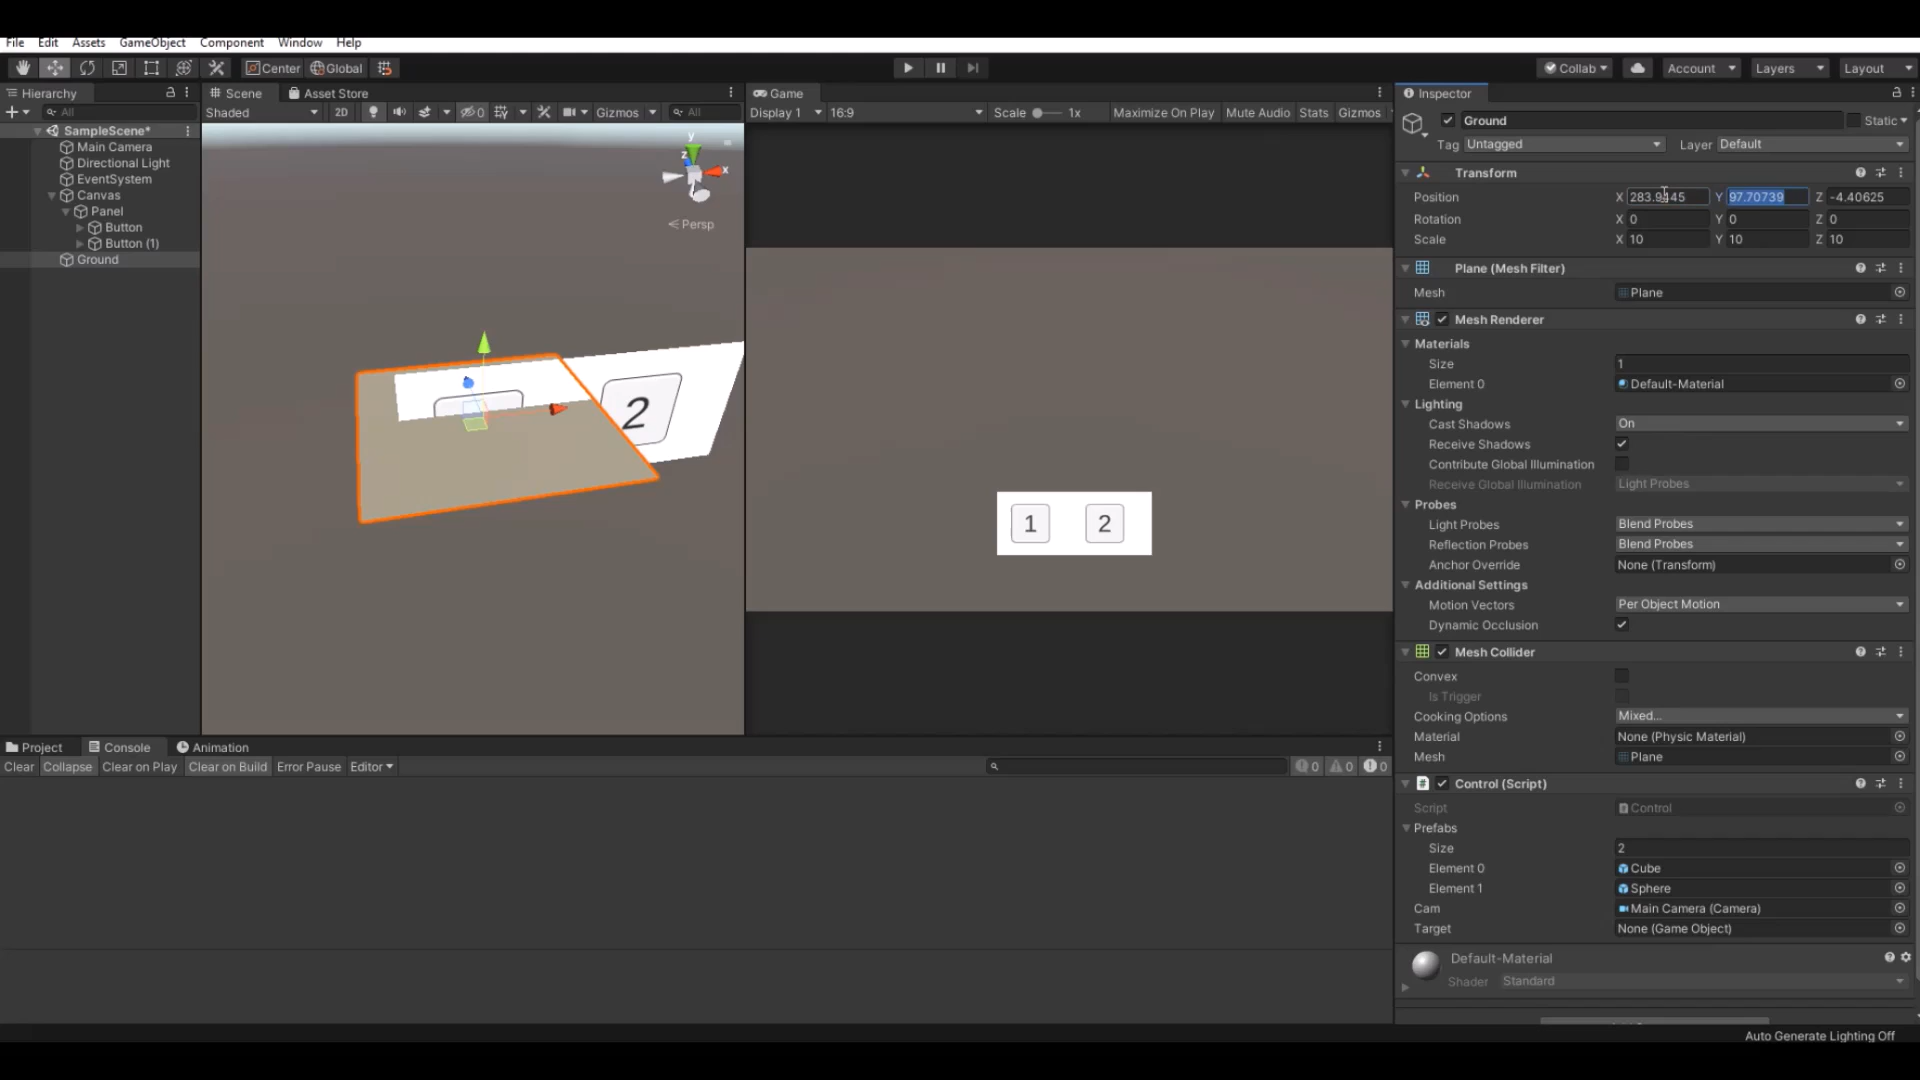 File Edit Assets GameObject Component Window Help
Center Global
Collab Account Layers Layout
Hierarchy
All
SampleScene*
Main Camera
Directional Light
EventSystem
Canvas
Panel
Button
Button (1)
Ground
Scene Asset Store
Shaded 2D 0 Gizmos All
y
z x
Persp
2
Game
Display 1 16:9 Scale 1x Maximize On Play Mute Audio Stats Gizmos
1 2
Inspector
Ground Static
Tag Untagged Layer Default
Transform
Position X Y 97.70739 Z -4.40625
Rotation X 0 Y 0 Z 0
Scale X 10 Y 10 Z 10
Plane (Mesh Filter)
Mesh Plane
Mesh Renderer
Materials
Size 1
Element 0 Default-Material
Lighting
Cast Shadows On
Receive Shadows
Contribute Global Illumination
Receive Global Illumination Light Probes
Probes
Light Probes Blend Probes
Reflection Probes Blend Probes
Anchor Override None (Transform)
Additional Settings
Motion Vectors Per Object Motion
Dynamic Occlusion
Mesh Collider
Convex
Is Trigger
Cooking Options Mixed...
Material None (Physic Material)
Mesh Plane
Control (Script)
Script Control
Prefabs
Size 2
Element 0 Cube
Element 1 Sphere
Cam Main Camera (Camera)
Target None (Game Object)
Default-Material
Shader Standard
Project Console Animation
Clear Collapse Clear on Play Clear on Build Error Pause Editor 0 0 0
Auto Generate Lighting Off